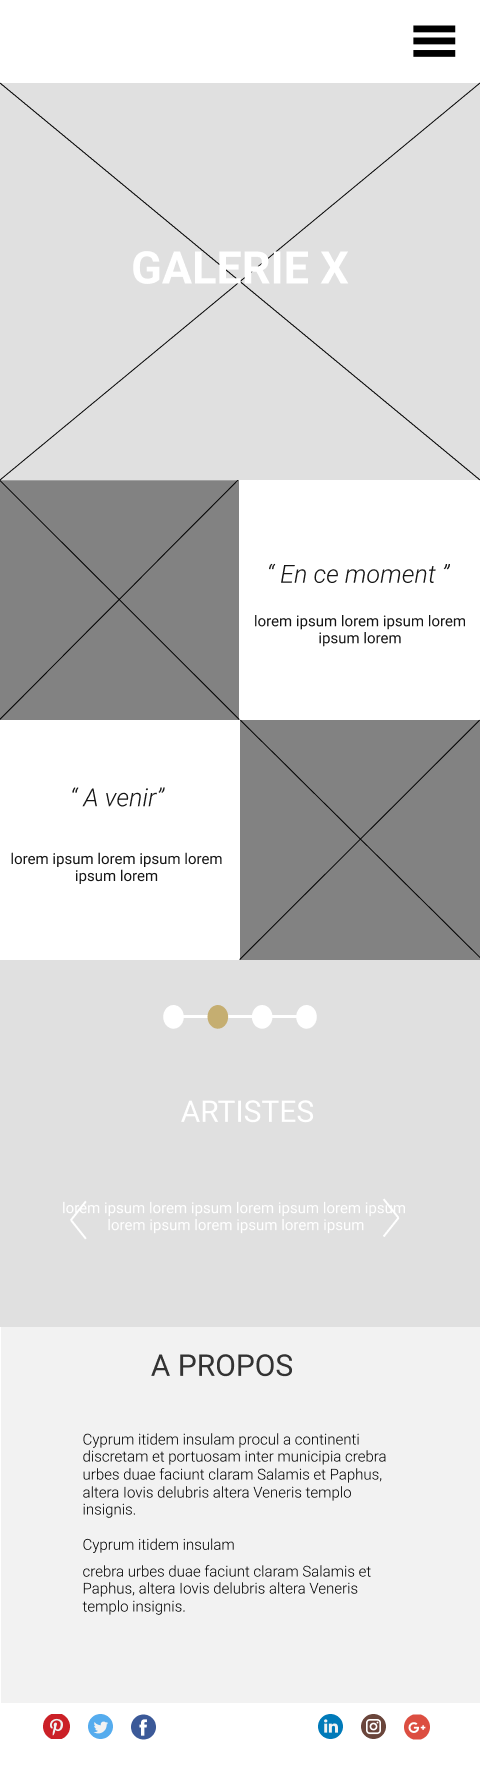 GALERIE X
“ En ce moment ”
lorem ipsum lorem ipsum lorem
ipsum lorem
“ A venir”
lorem ipsum lorem ipsum lorem
ipsum lorem
ARTISTES
lorem ipsum lorem ipsum lorem ipsum lorem ipsum
lorem ipsum lorem ipsum lorem ipsum
A PROPOS
Cyprum itidem insulam procul a continenti
discretam et portuosam inter municipia crebra
urbes duae faciunt claram Salamis et Paphus,
altera Iovis delubris altera Veneris templo
insignis.
Cyprum itidem insulam
crebra urbes duae faciunt claram Salamis et
Paphus, altera Iovis delubris altera Veneris
templo insignis.